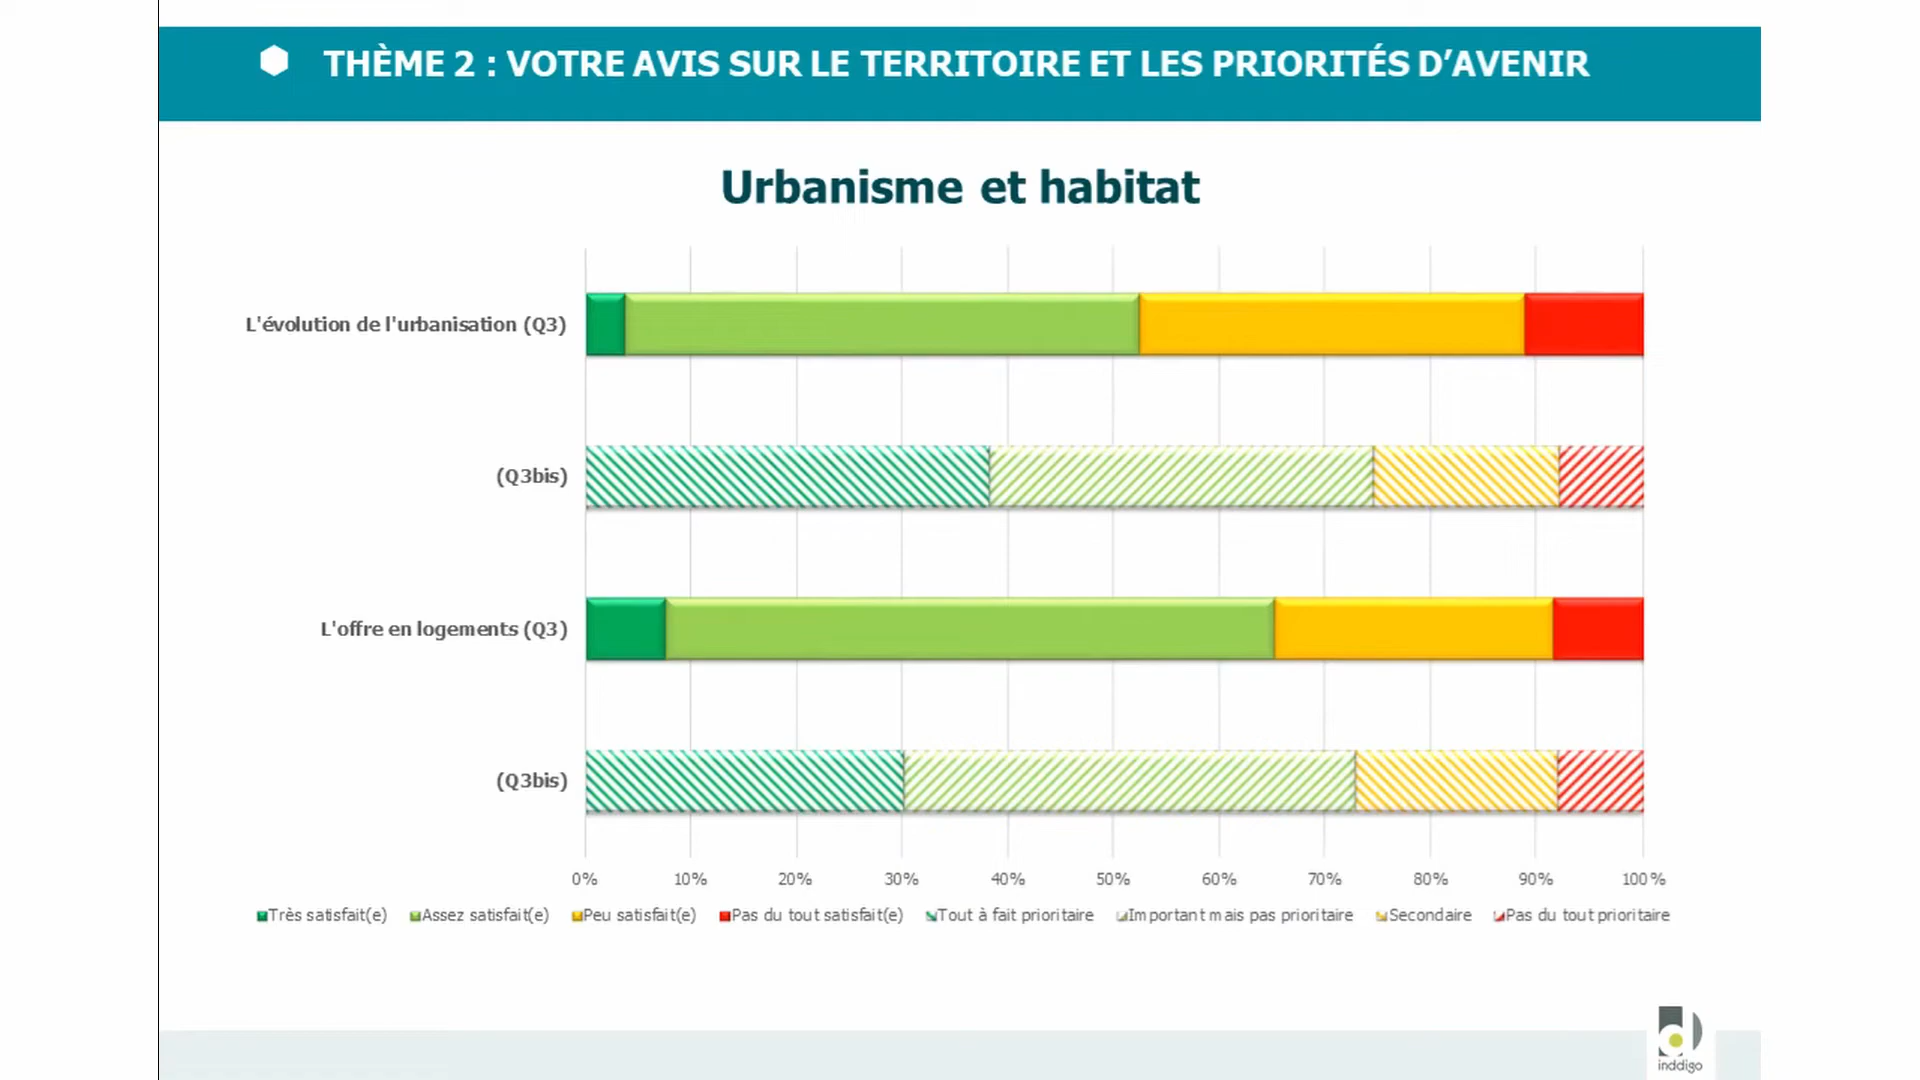 THÈME 2 : VOTRE AVIS SUR LE TERRITOIRE ET LES PRIORITÉS D’AVENIR
Urbanisme et habitat
L'évolution de l'urbanisation (Q3)
(Q3bis)
L'offre en logements (Q3)
(Q3bis)
0% 10% 20% 30% 40% 50% 60% 70% 80% 90% 100%
Très satisfait(e) Assez satisfait(e) Peu satisfait(e) Pas du tout satisfait(e) Tout à fait prioritaire Important mais pas prioritaire Secondaire Pas du tout prioritaire
inddigo